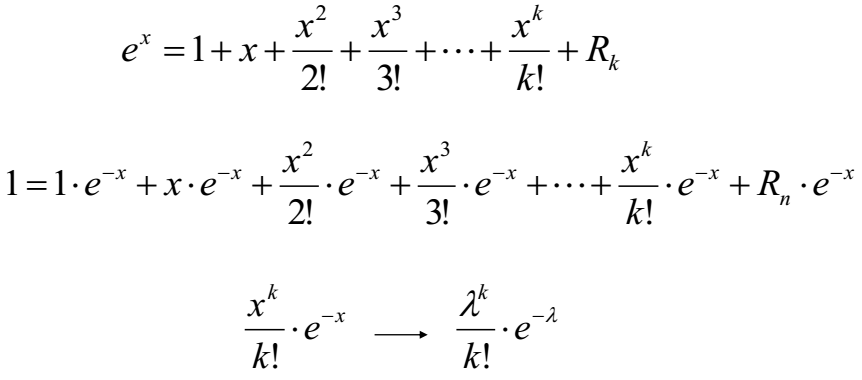 e^x = 1 + x + x^2/2! + x^3/3! + ⋯ + x^k/k! + R_k
1 = 1·e^{-x} + x·e^{-x} + x^2/2!·e^{-x} + x^3/3!·e^{-x} + ⋯ + x^k/k!·e^{-x} + R_n·e^{-x}
x^k/k!·e^{-x} ⟶ λ^k/k!·e^{-λ}